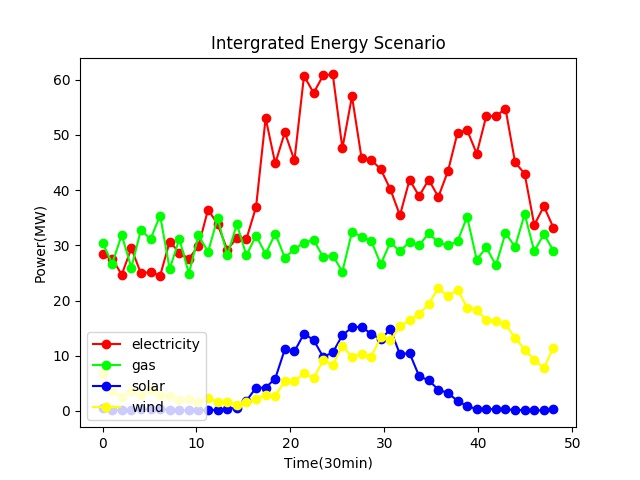 Intergrated Energy Scenario
Power(MW)
60
50
40
30
20
10
0
electricity
gas
solar
wind
0 10 20 30 40 50
Time(30min)